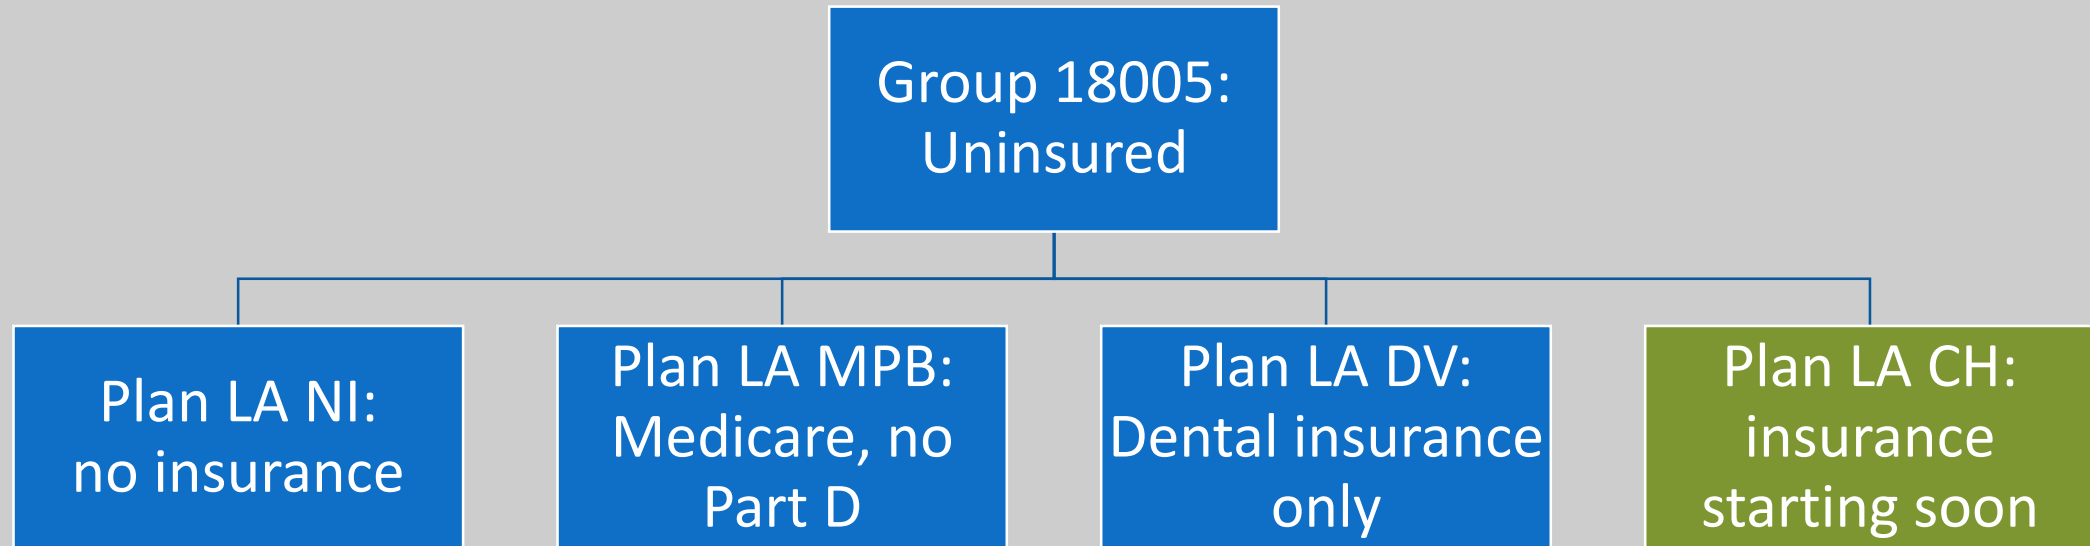 Group 18005:
Uninsured
Plan LA NI:
no insurance
Plan LA MPB:
Medicare, no
Part D
Plan LA DV:
Dental insurance
only
Plan LA CH:
insurance
starting soon